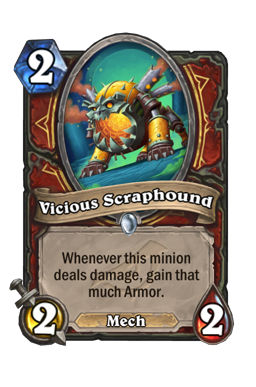 2
Vicious Scraphound
Whenever this minion
deals damage, gain that
much Armor.
2
Mech
2